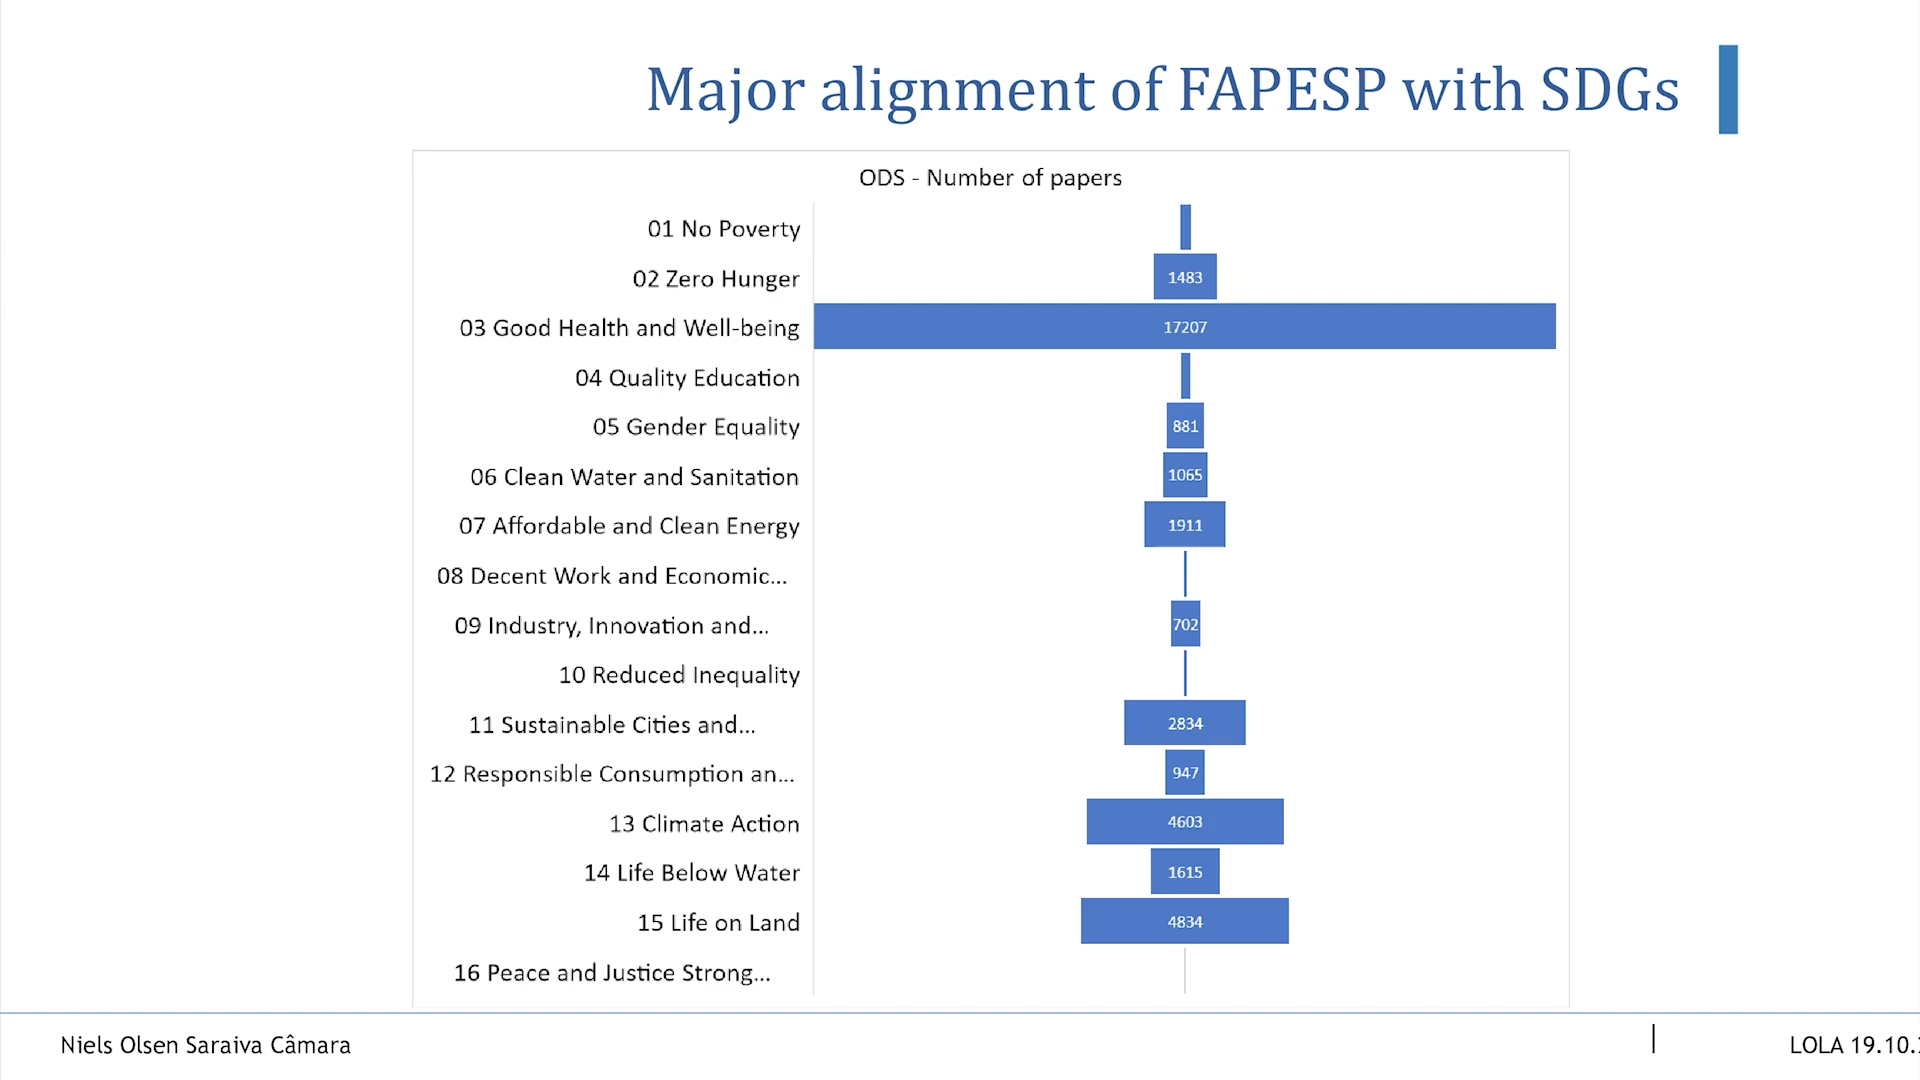 Major alignment of FAPESP with SDGs
ODS - Number of papers
01 No Poverty
02 Zero Hunger
1483
03 Good Health and Well-being
17207
04 Quality Education
05 Gender Equality
881
06 Clean Water and Sanitation
1065
07 Affordable and Clean Energy
1911
08 Decent Work and Economic...
09 Industry, Innovation and...
702
10 Reduced Inequality
11 Sustainable Cities and...
2834
12 Responsible Consumption an...
947
13 Climate Action
4603
14 Life Below Water
1615
15 Life on Land
4834
16 Peace and Justice Strong...
Niels Olsen Saraiva Câmara
LOLA 19.10.